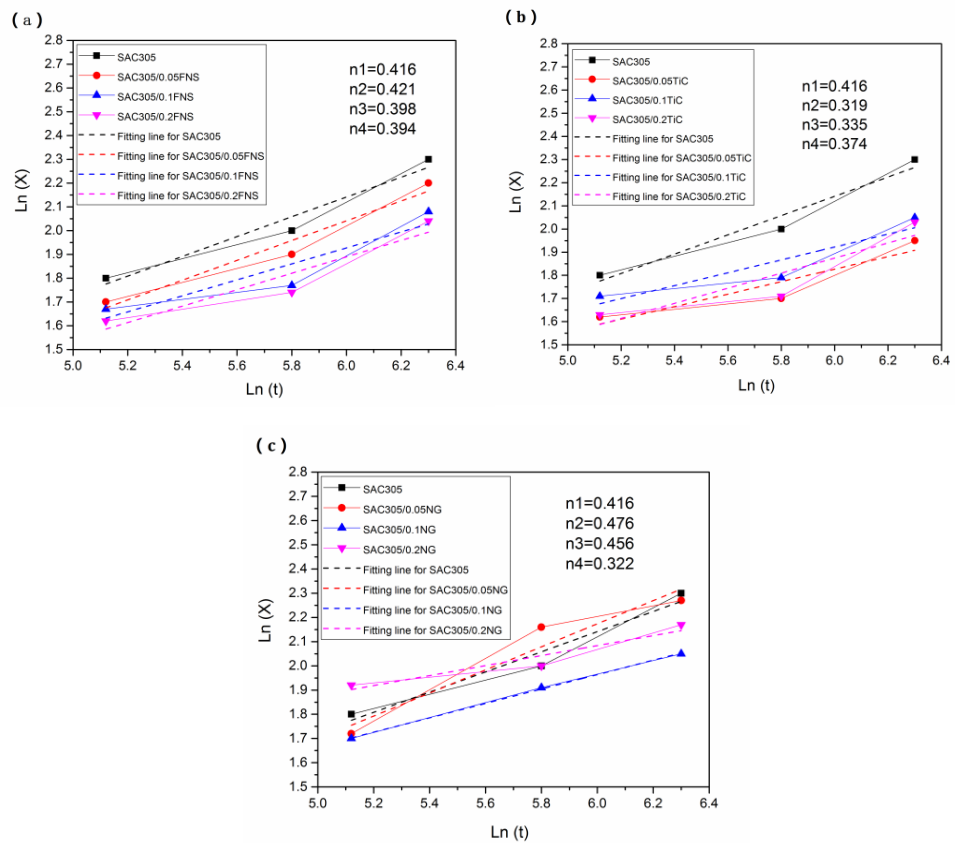 (a)
2.8
2.7
2.6
2.5
2.4
2.3
2.2
2.1
2.0
1.9
1.8
1.7
1.6
1.5
Ln (X)
SAC305
SAC305/0.05FNS
SAC305/0.1FNS
SAC305/0.2FNS
Fitting line for SAC305
Fitting line for SAC305/0.05FNS
Fitting line for SAC305/0.1FNS
Fitting line for SAC305/0.2FNS
n1=0.416
n2=0.421
n3=0.398
n4=0.394
5.0 5.2 5.4 5.6 5.8 6.0 6.2 6.4
Ln (t)
(b)
2.8
2.7
2.6
2.5
2.4
2.3
2.2
2.1
2.0
1.9
1.8
1.7
1.6
1.5
Ln (X)
SAC305
SAC305/0.05TiC
SAC305/0.1TiC
SAC305/0.2TiC
Fitting line for SAC305
Fitting line for SAC305/0.05TiC
Fitting line for SAC305/0.1TiC
Fitting line for SAC305/0.2TiC
n1=0.416
n2=0.319
n3=0.335
n4=0.374
5.0 5.2 5.4 5.6 5.8 6.0 6.2 6.4
Ln (t)
(c)
2.8
2.7
2.6
2.5
2.4
2.3
2.2
2.1
2.0
1.9
1.8
1.7
1.6
1.5
Ln (X)
SAC305
SAC305/0.05NG
SAC305/0.1NG
SAC305/0.2NG
Fitting line for SAC305
Fitting line for SAC305/0.05NG
Fitting line for SAC305/0.1NG
Fitting line for SAC305/0.2NG
n1=0.416
n2=0.476
n3=0.456
n4=0.322
5.0 5.2 5.4 5.6 5.8 6.0 6.2 6.4
Ln (t)